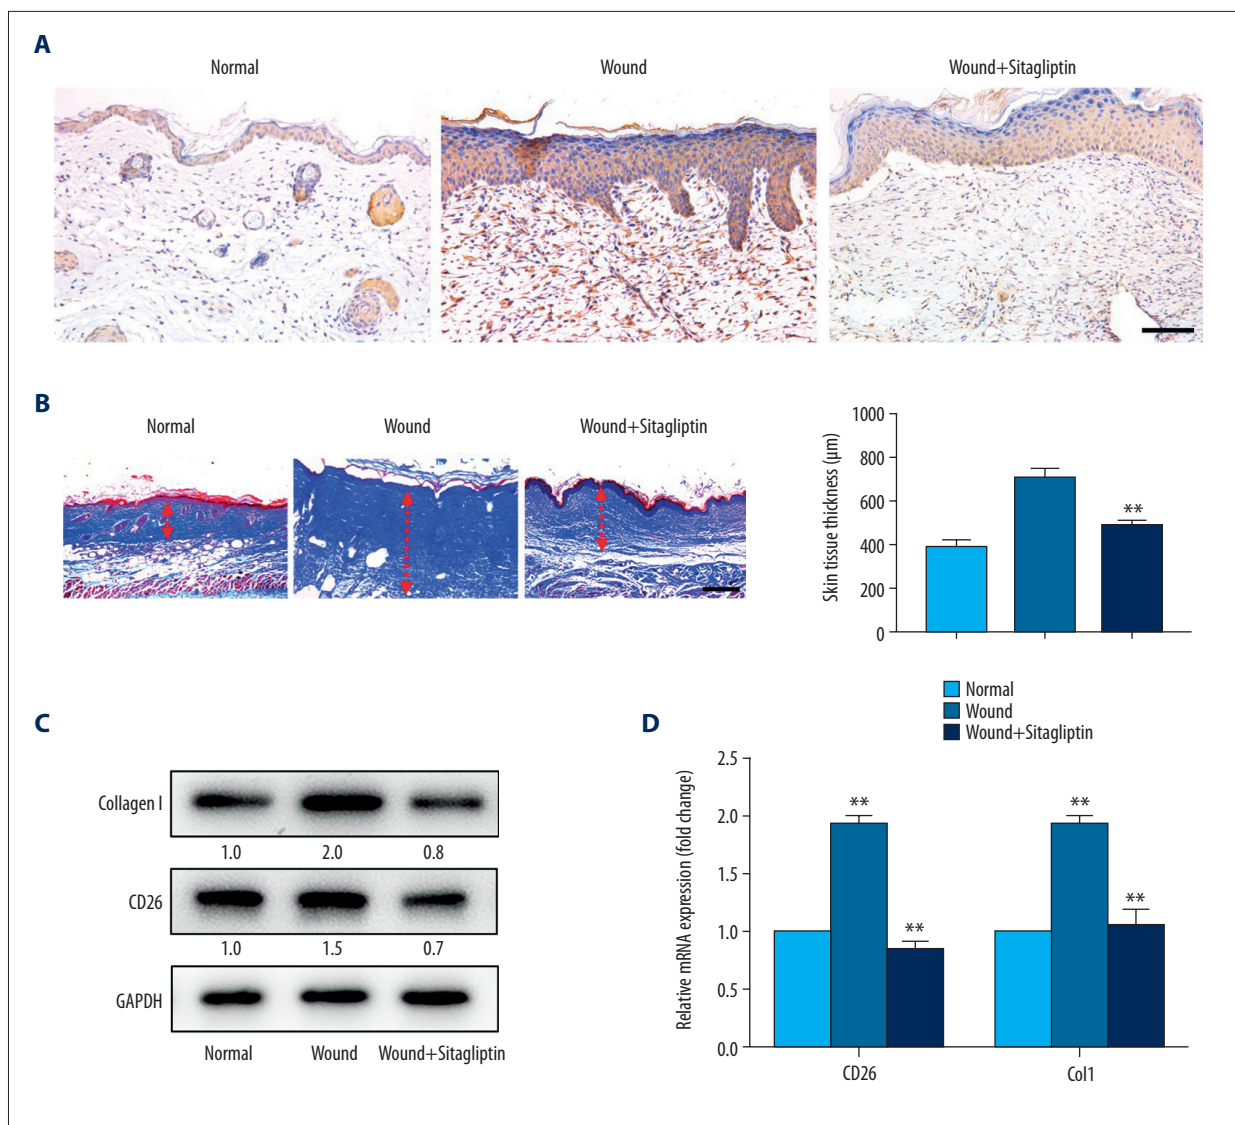 A
Normal
Wound
Wound+Sitagliptin
B
Normal
Wound
Wound+Sitagliptin
Skin tissue thickness (µm)
1000
800
600
400
200
0
**
Normal
Wound
Wound+Sitagliptin
C
Collagen I
1.0 2.0 0.8
CD26
1.0 1.5 0.7
GAPDH
Normal Wound Wound+Sitagliptin
D
Relative mRNA expression (fold change)
2.5
2.0
1.5
1.0
0.5
0.0
**
**
**
**
CD26
Col1